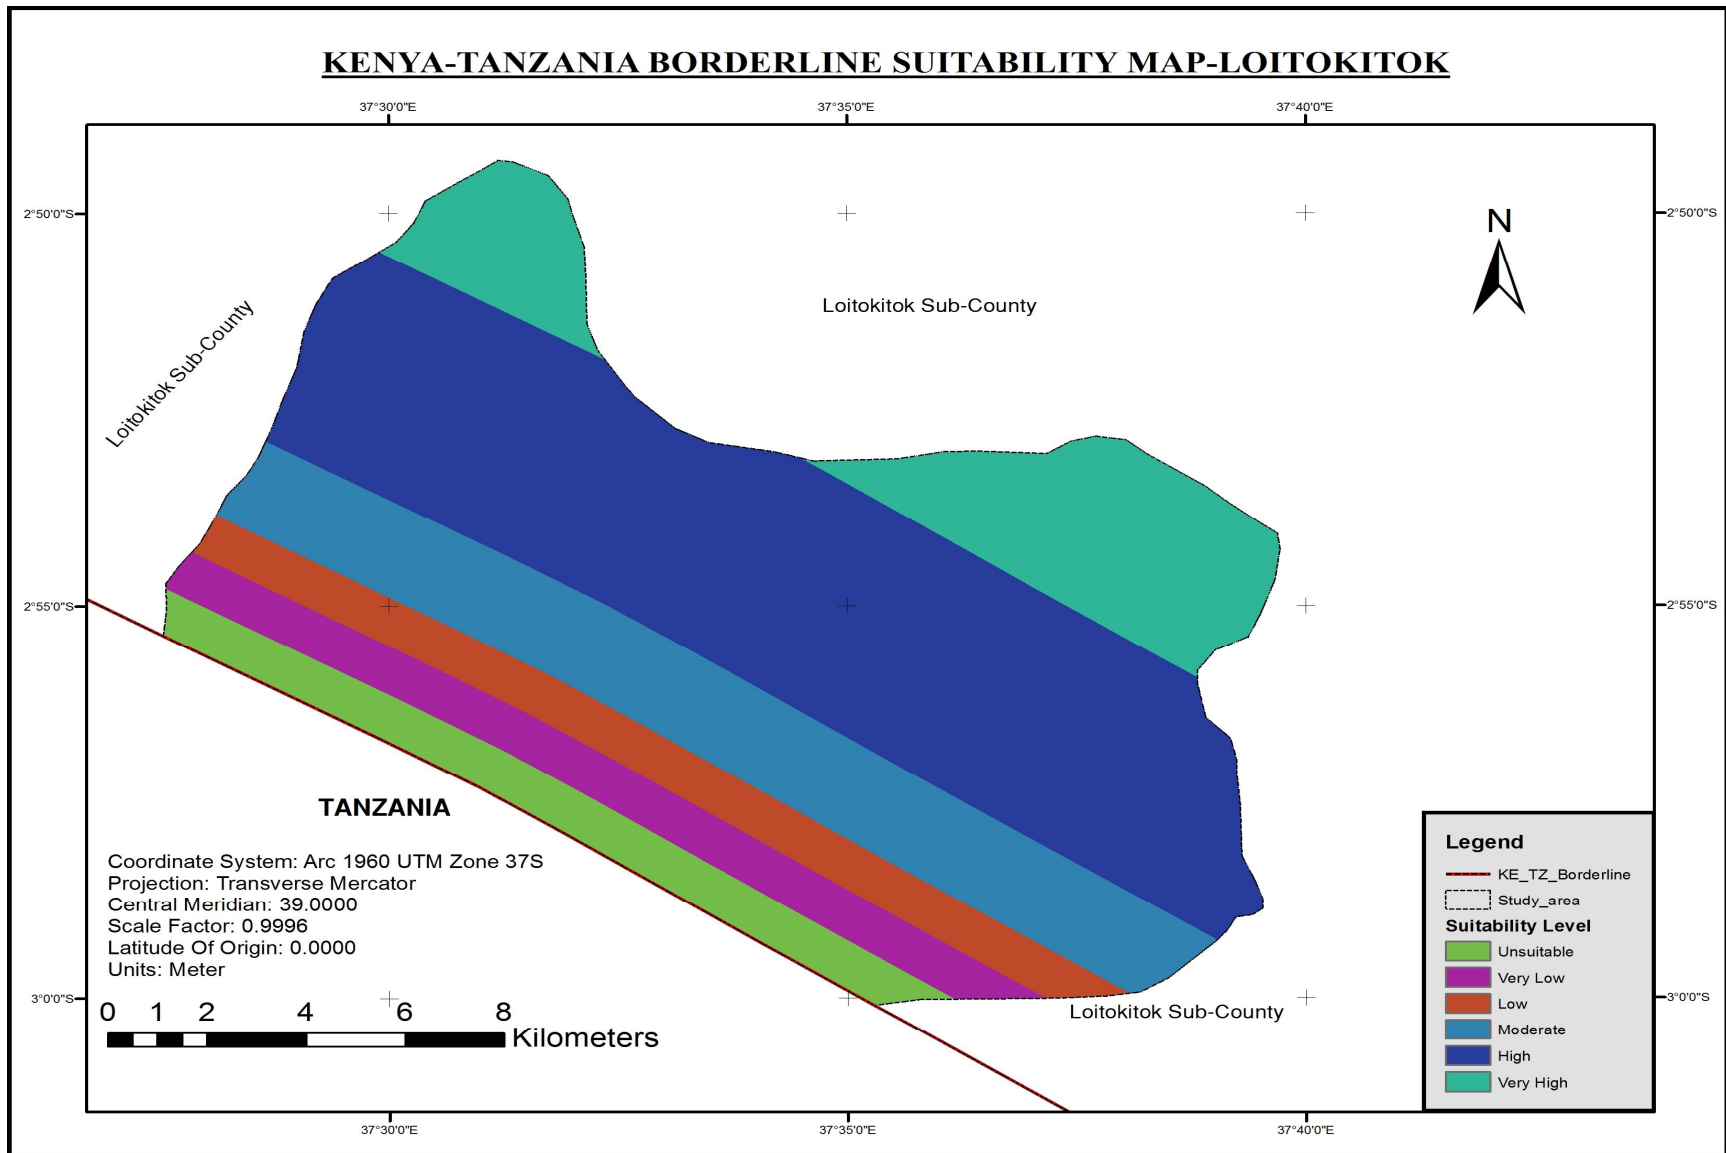 KENYA-TANZANIA BORDERLINE SUITABILITY MAP-LOITOKITOK
37°30'0"E
37°35'0"E
37°40'0"E
2°50'0"S
2°50'0"S
N
Loitokitok Sub-County
Loitokitok Sub-County
2°55'0"S
2°55'0"S
TANZANIA
Coordinate System: Arc 1960 UTM Zone 37S
Projection: Transverse Mercator
Central Meridian: 39.0000
Scale Factor: 0.9996
Latitude Of Origin: 0.0000
Units: Meter
0 1 2 4 6 8
Kilometers
3°0'0"S
3°0'0"S
Loitokitok Sub-County
Legend
KE_TZ_Borderline
Study_area
Suitability Level
Unsuitable
Very Low
Low
Moderate
High
Very High
37°30'0"E
37°35'0"E
37°40'0"E